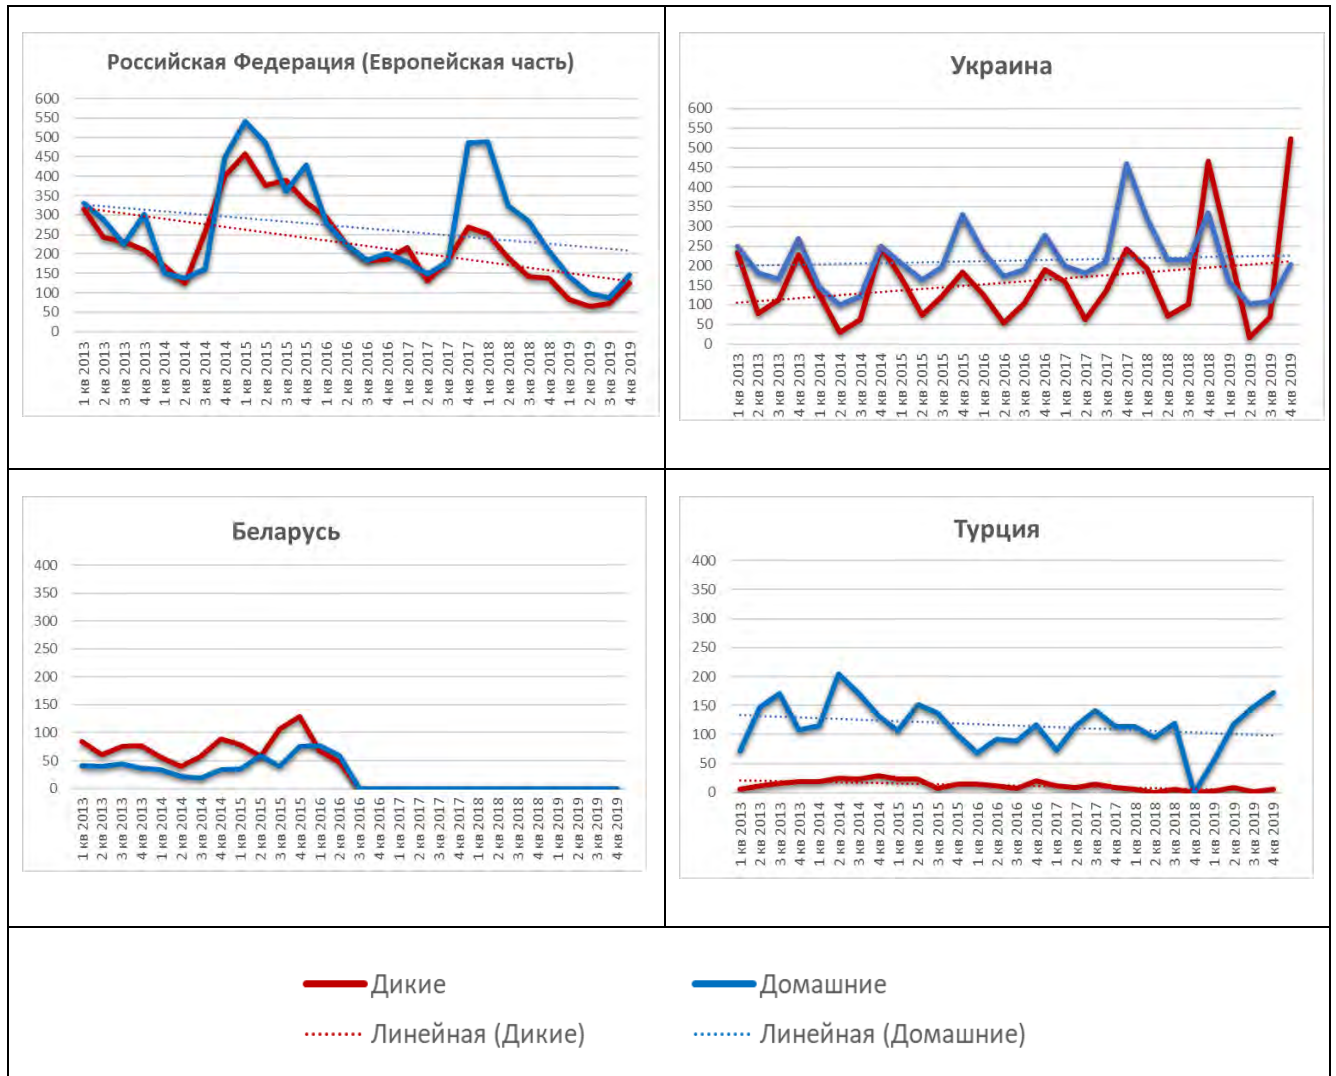 Российская Федерация (Европейская часть)
600
550
500
450
400
350
300
250
200
150
100
50
0
1 кв 2013
2 кв 2013
3 кв 2013
4 кв 2013
1 кв 2014
2 кв 2014
3 кв 2014
4 кв 2014
1 кв 2015
2 кв 2015
3 кв 2015
4 кв 2015
1 кв 2016
2 кв 2016
3 кв 2016
4 кв 2016
1 кв 2017
2 кв 2017
3 кв 2017
4 кв 2017
1 кв 2018
2 кв 2018
3 кв 2018
4 кв 2018
1 кв 2019
2 кв 2019
3 кв 2019
4 кв 2019
Украина
600
550
500
450
400
350
300
250
200
150
100
50
0
1 кв 2013
2 кв 2013
3 кв 2013
4 кв 2013
1 кв 2014
2 кв 2014
3 кв 2014
4 кв 2014
1 кв 2015
2 кв 2015
3 кв 2015
4 кв 2015
1 кв 2016
2 кв 2016
3 кв 2016
4 кв 2016
1 кв 2017
2 кв 2017
3 кв 2017
4 кв 2017
1 кв 2018
2 кв 2018
3 кв 2018
4 кв 2018
1 кв 2019
2 кв 2019
3 кв 2019
4 кв 2019
Беларусь
400
350
300
250
200
150
100
50
0
1 кв 2013
2 кв 2013
3 кв 2013
4 кв 2013
1 кв 2014
2 кв 2014
3 кв 2014
4 кв 2014
1 кв 2015
2 кв 2015
3 кв 2015
4 кв 2015
1 кв 2016
2 кв 2016
3 кв 2016
4 кв 2016
1 кв 2017
2 кв 2017
3 кв 2017
4 кв 2017
1 кв 2018
2 кв 2018
3 кв 2018
4 кв 2018
1 кв 2019
2 кв 2019
3 кв 2019
4 кв 2019
Турция
400
350
300
250
200
150
100
50
0
1 кв 2013
2 кв 2013
3 кв 2013
4 кв 2013
1 кв 2014
2 кв 2014
3 кв 2014
4 кв 2014
1 кв 2015
2 кв 2015
3 кв 2015
4 кв 2015
1 кв 2016
2 кв 2016
3 кв 2016
4 кв 2016
1 кв 2017
2 кв 2017
3 кв 2017
4 кв 2017
1 кв 2018
2 кв 2018
3 кв 2018
4 кв 2018
1 кв 2019
2 кв 2019
3 кв 2019
4 кв 2019
Дикие
Домашние
Линейная (Дикие)
Линейная (Домашние)